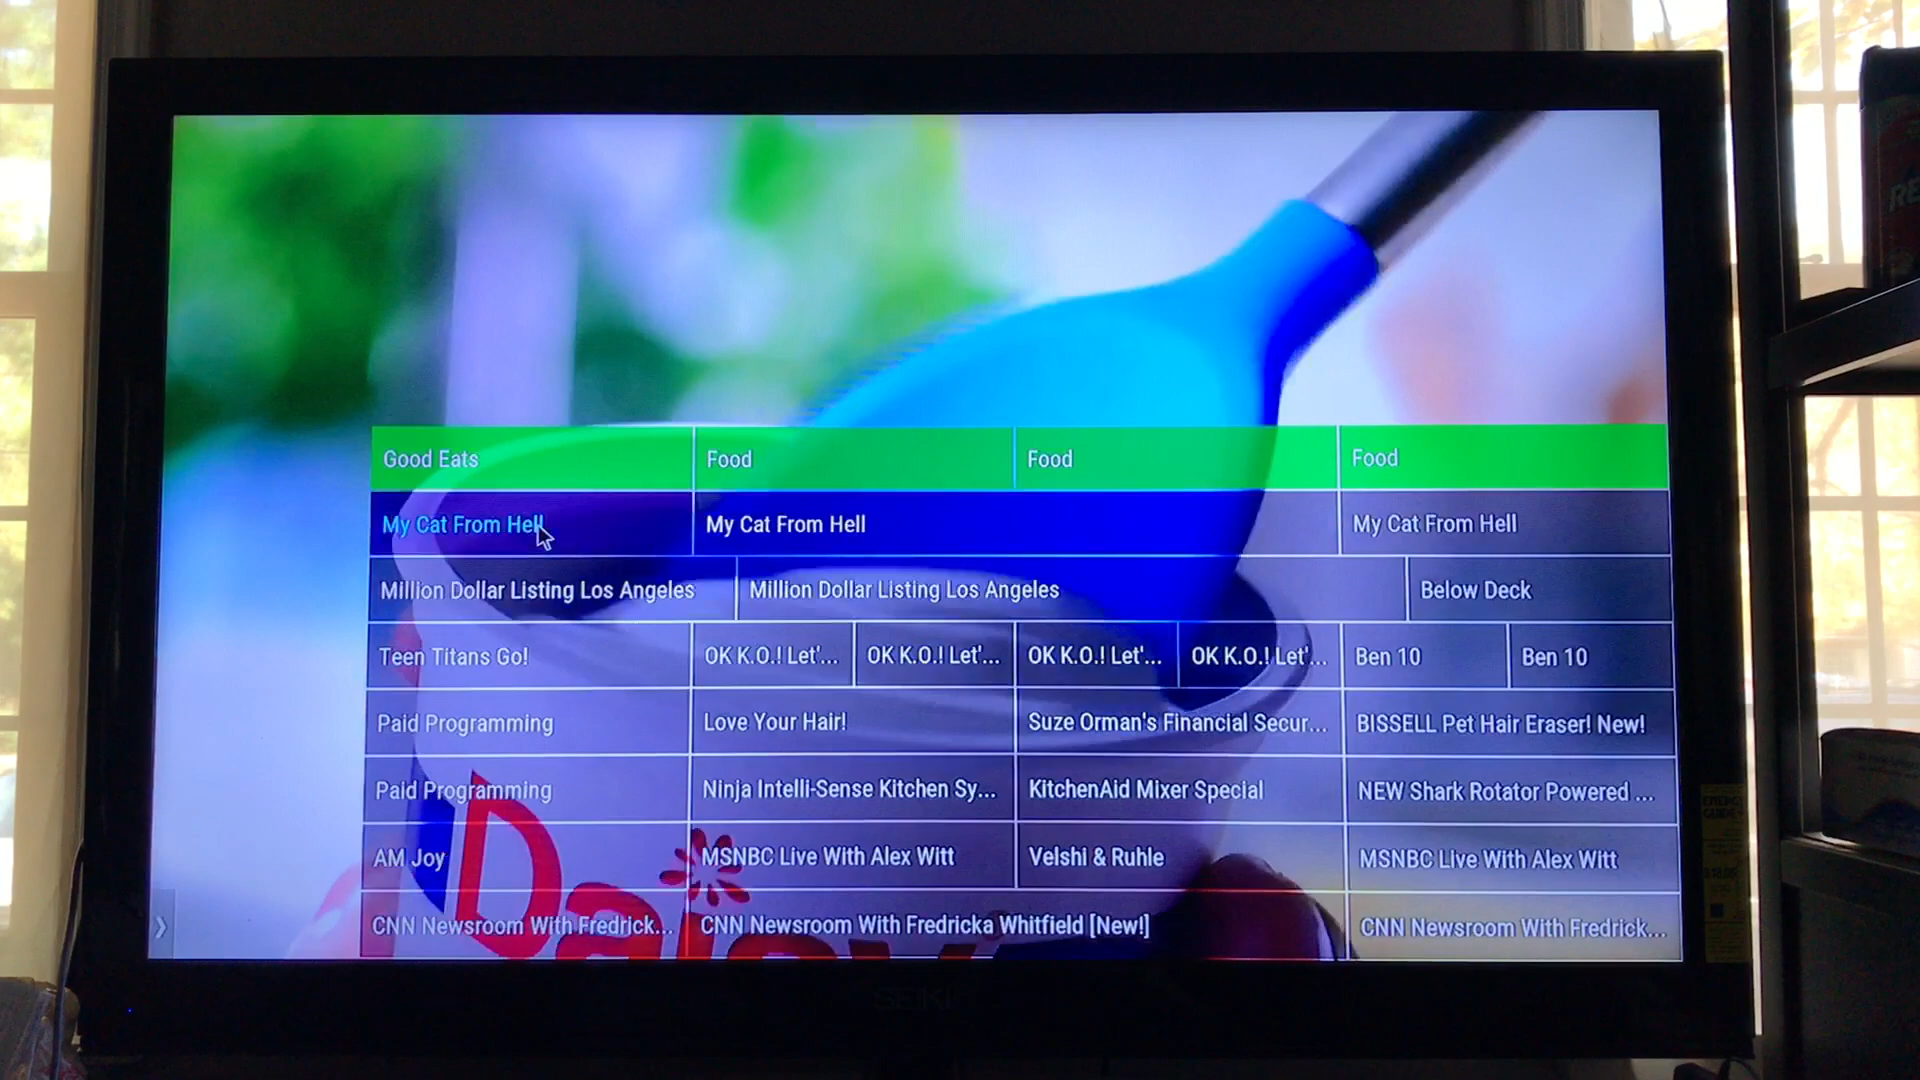 Good Eats Food Food Food
My Cat From Hell My Cat From Hell My Cat From Hell
Million Dollar Listing Los Angeles Million Dollar Listing Los Angeles Below Deck
Teen Titans Go! OK K.O.! Let'... OK K.O.! Let'... OK K.O.! Let'... OK K.O.! Let'... Ben 10 Ben 10
Paid Programming Love Your Hair! Suze Orman's Financial Secur... BISSELL Pet Hair Eraser! New!
Paid Programming Ninja Intelli-Sense Kitchen Sy... KitchenAid Mixer Special NEW Shark Rotator Powered ...
AM Joy MSNBC Live With Alex Witt Velshi & Ruhle MSNBC Live With Alex Witt
CNN Newsroom With Fredrick... CNN Newsroom With Fredricka Whitfield [New!] CNN Newsroom With Fredrick...
Daisy
SEIKI